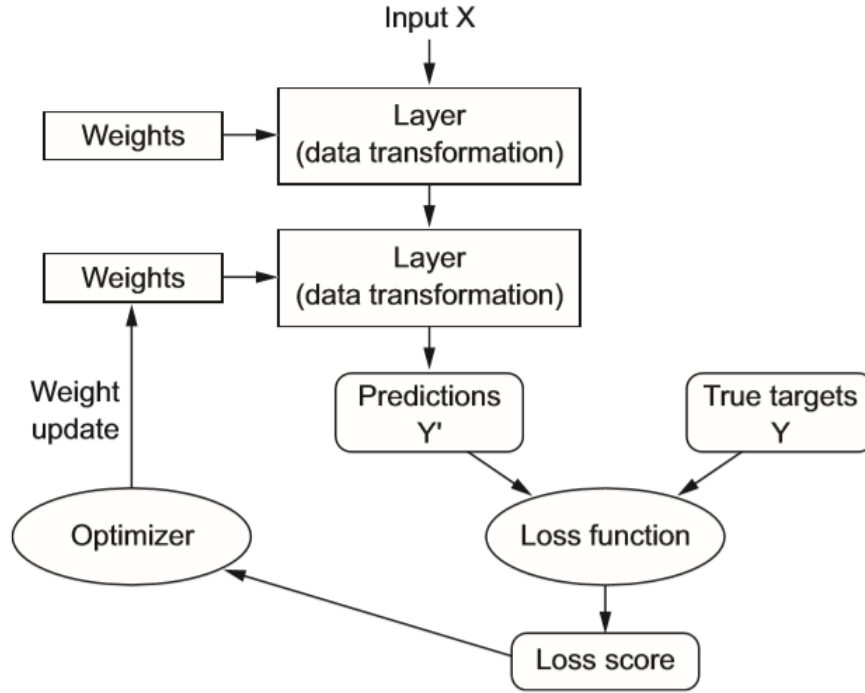 Input X
Weights
Layer
(data transformation)
Weights
Layer
(data transformation)
Weight
update
Predictions
Y'
True targets
Y
Optimizer
Loss function
Loss score